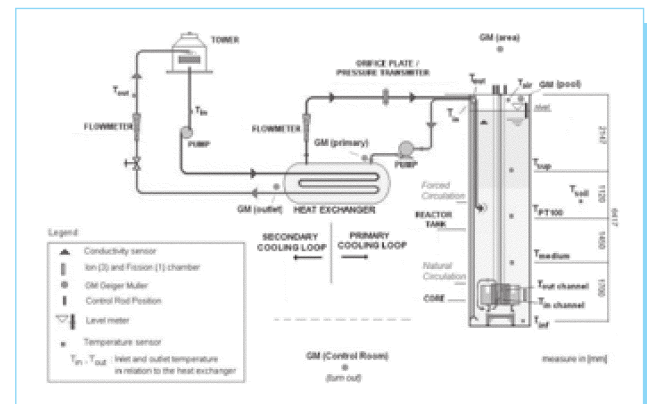 TOWER
GM (area)
ORIFICE PLATE /
PRESSURE TRANSMITER
Tout
Tair
GM (pool)
Tout
Tin
Tin
level
FLOWMETER
FLOWMETER
GM (primary)
PUMP
PUMP
2147
Tsup
Forced
Circulation
Tsoil
1120
GM (outlet)
HEAT EXCHANGER
REACTOR
TANK
TPT100
6417
Legend:
SECONDARY
COOLING LOOP
PRIMARY
COOLING LOOP
1450
Conductivity sensor
Ion (3) and Fission (1) chamber
Tmedium
GM Geiger Muller
Natural
Circulation
Control Rod Position
Tout channel
1700
Level meter
CORE
Tin channel
Tinf
Temperature sensor
Tin - Tout : Inlet and outlet temperature
in relation to the heat exchanger
GM (Control Room)
(turn out)
measure in [mm]